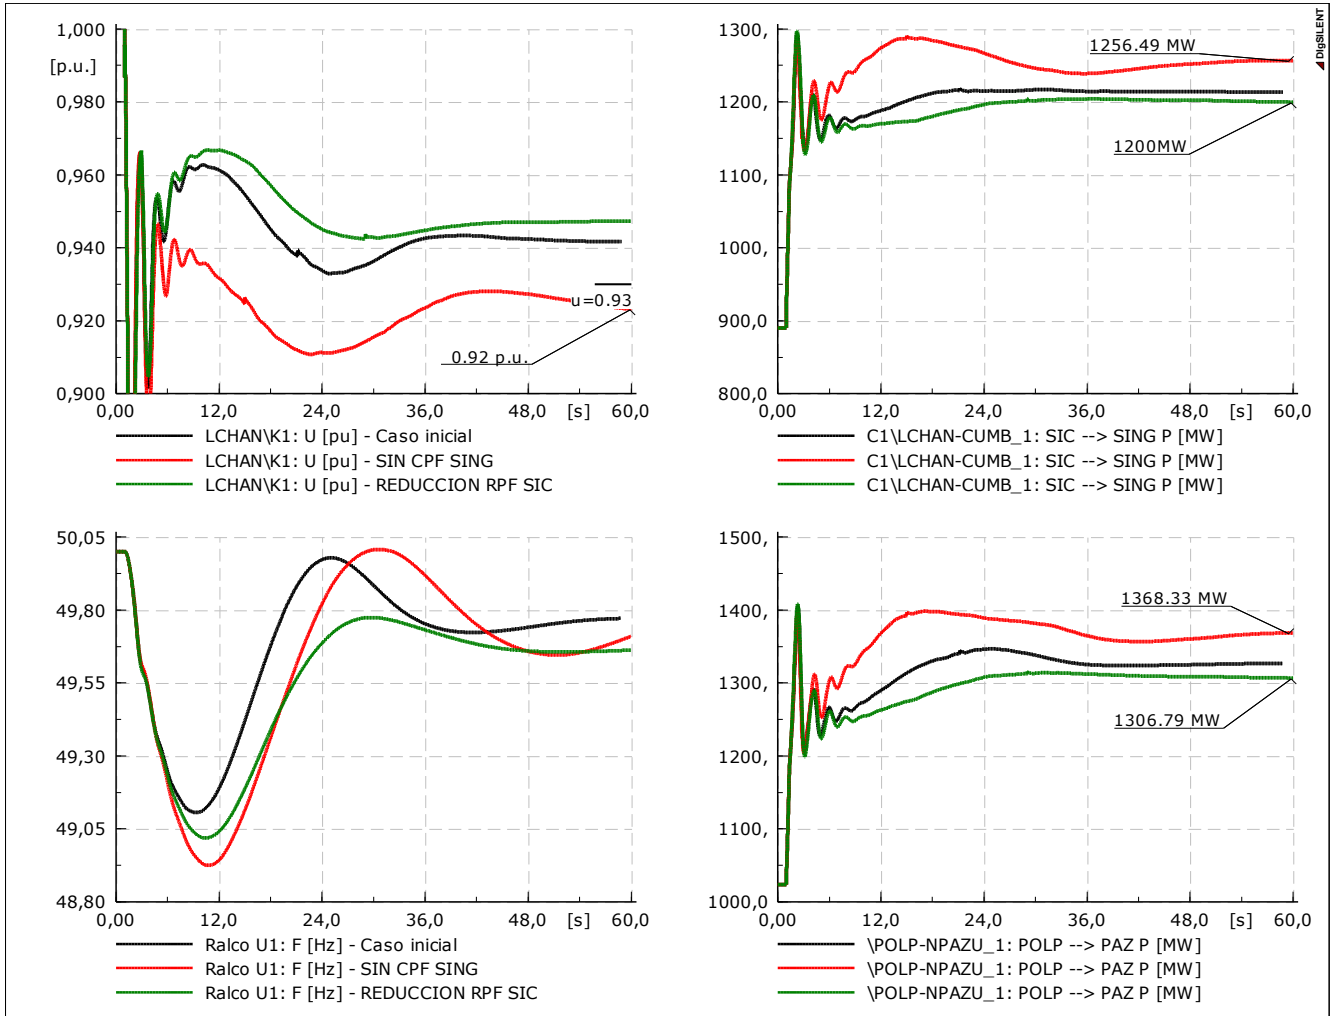 1,000
[p.u.]
0,980
0,960
0,940
0,920
0,900
0,00
12,0
24,0
36,0
48,0
[s]
60,0
u=0.93
0.92 p.u.
LCHAN\K1: U [pu] - Caso inicial
LCHAN\K1: U [pu] - SIN CPF SING
LCHAN\K1: U [pu] - REDUCCION RPF SIC
1300,
1200,
1100,
1000,
900,0
800,0
0,00
12,0
24,0
36,0
48,0
[s]
60,0
1256.49 MW
1200MW
C1\LCHAN-CUMB_1: SIC --> SING P [MW]
C1\LCHAN-CUMB_1: SIC --> SING P [MW]
C1\LCHAN-CUMB_1: SIC --> SING P [MW]
DIgSILENT
50,05
49,80
49,55
49,30
49,05
48,80
0,00
12,0
24,0
36,0
48,0
[s]
60,0
Ralco U1: F [Hz] - Caso inicial
Ralco U1: F [Hz] - SIN CPF SING
Ralco U1: F [Hz] - REDUCCION RPF SIC
1500,
1400,
1300,
1200,
1100,
1000,0
0,00
12,0
24,0
36,0
48,0
[s]
60,0
1368.33 MW
1306.79 MW
\POLP-NPAZU_1: POLP --> PAZ P [MW]
\POLP-NPAZU_1: POLP --> PAZ P [MW]
\POLP-NPAZU_1: POLP --> PAZ P [MW]